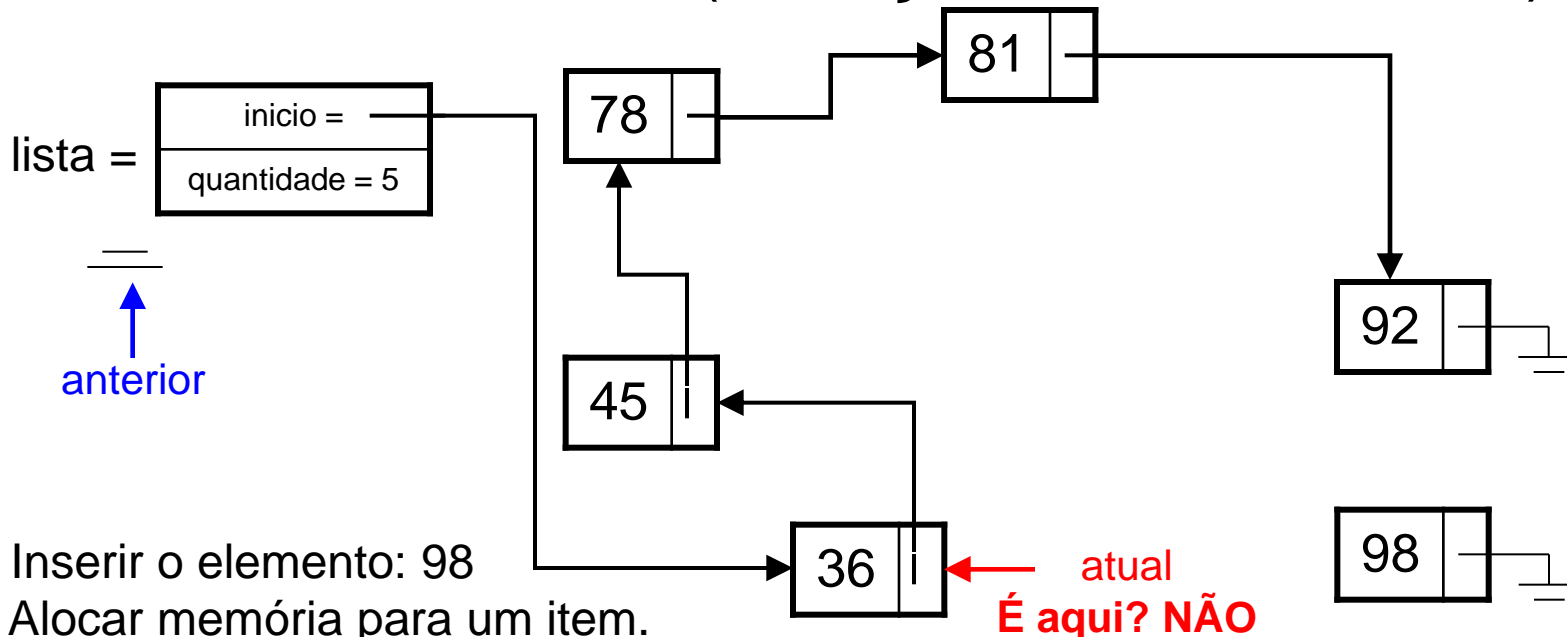 inicio =
lista =
quantidade = 5
78
81
92
anterior
45
36
98
atual
É aqui? NÃO
Inserir o elemento: 98
Alocar memória para um item.